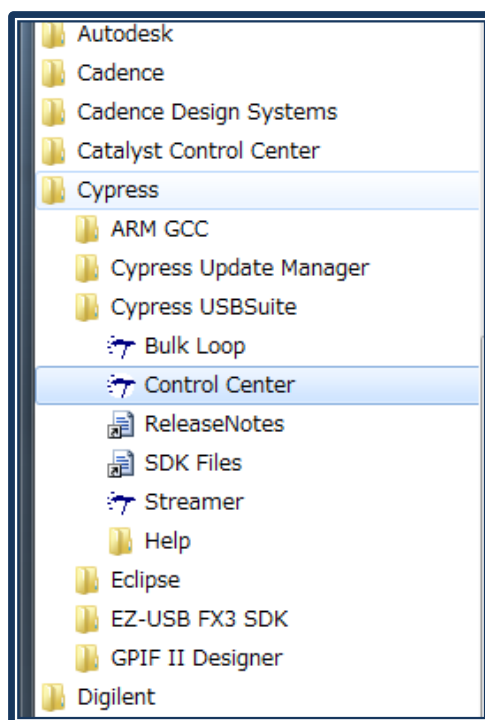 Autodesk
Cadence
Cadence Design Systems
Catalyst Control Center
Cypress
ARM GCC
Cypress Update Manager
Cypress USBSuite
Bulk Loop
Control Center
ReleaseNotes
SDK Files
Streamer
Help
Eclipse
EZ-USB FX3 SDK
GPIF II Designer
Digilent